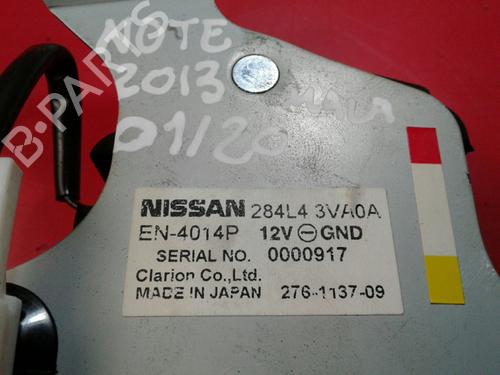 NOTE
2013
MALA
01/20
B-PARTS
NISSAN 284L4 3VA0A
EN-4014P 12V ⊖ GND
SERIAL NO. 0000917
Clarion Co.,Ltd.
MADE IN JAPAN 276-1137-09